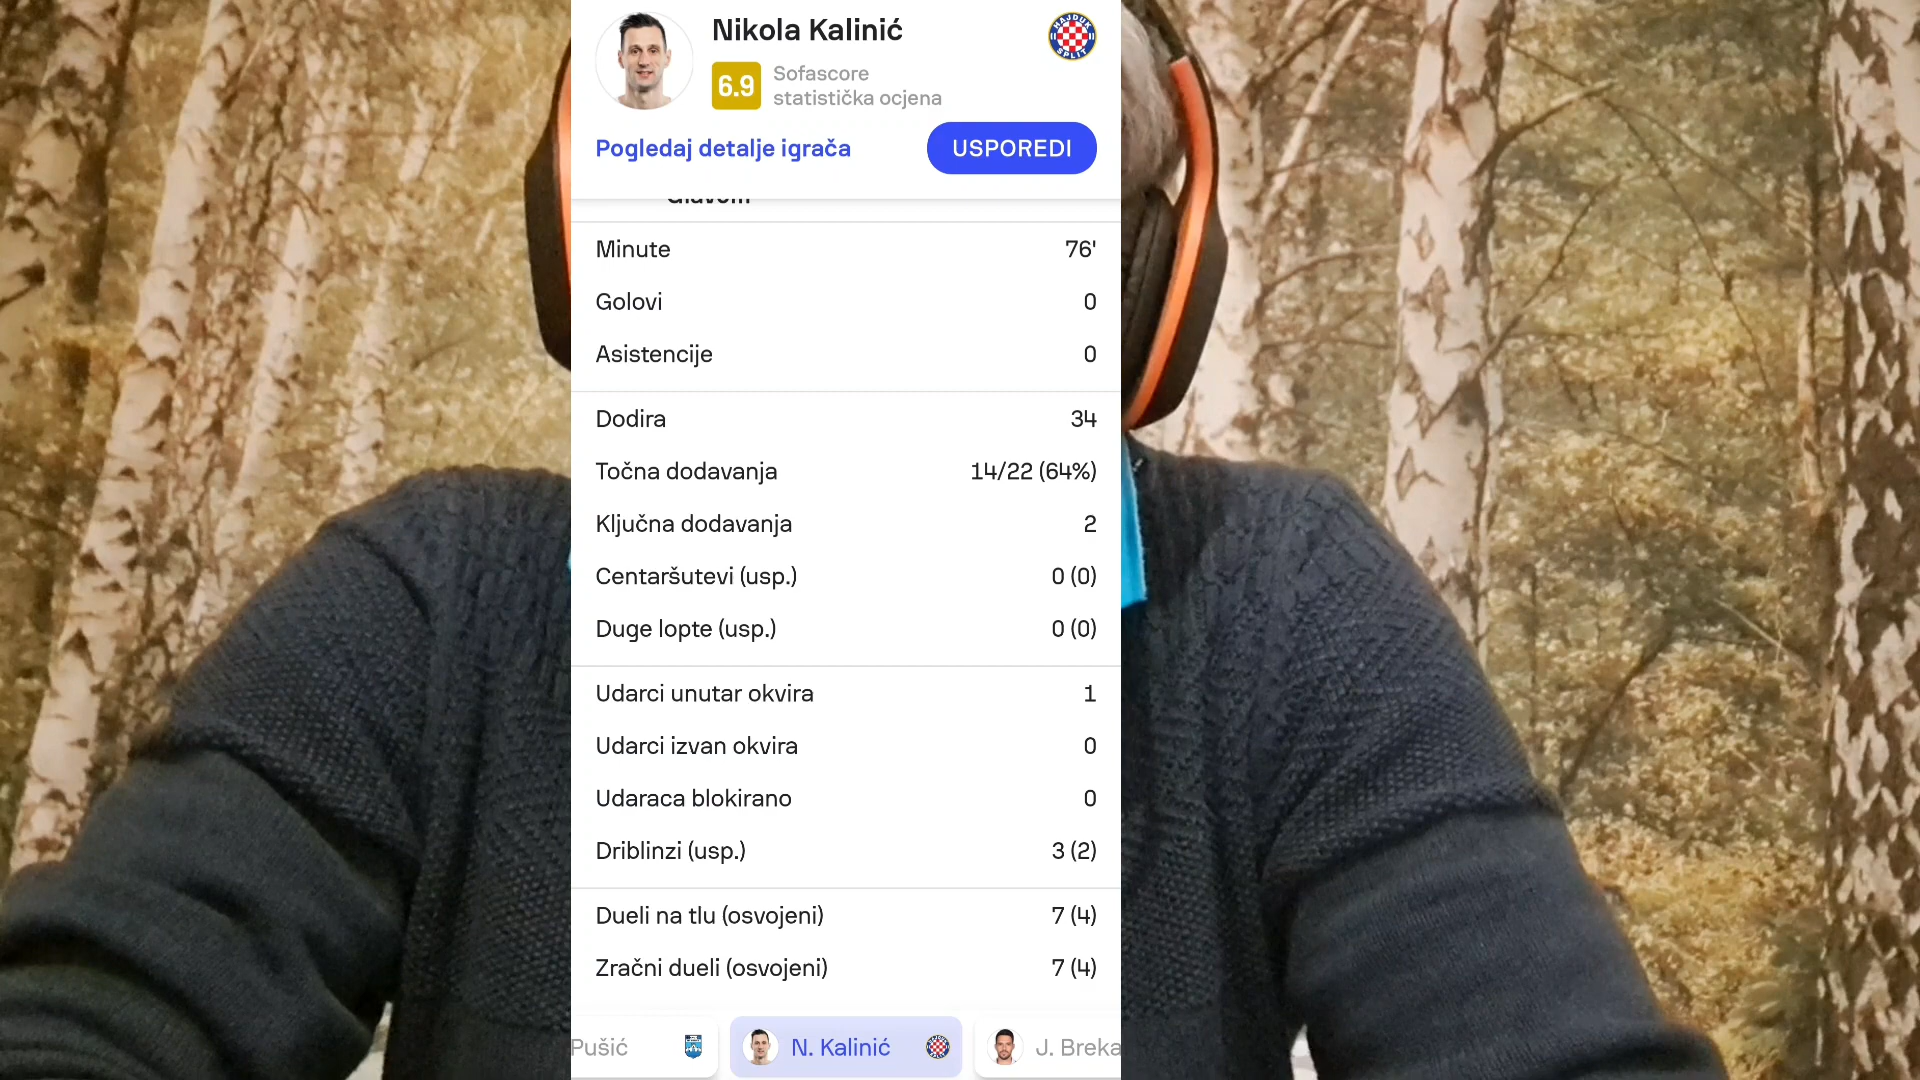 Nikola Kalinić
HAJDUK
SPLIT
6.9
Sofascore
statistička ocjena
Pogledaj detalje igrača
USPOREDI
Minute 76'
Golovi 0
Asistencije 0
Dodira 34
Točna dodavanja 14/22 (64%)
Ključna dodavanja 2
Centaršutevi (usp.) 0 (0)
Duge lopte (usp.) 0 (0)
Udarci unutar okvira 1
Udarci izvan okvira 0
Udaraca blokirano 0
Driblinzi (usp.) 3 (2)
Dueli na tlu (osvojeni) 7 (4)
Zračni dueli (osvojeni) 7 (4)
Pušić N. Kalinić J. Breka